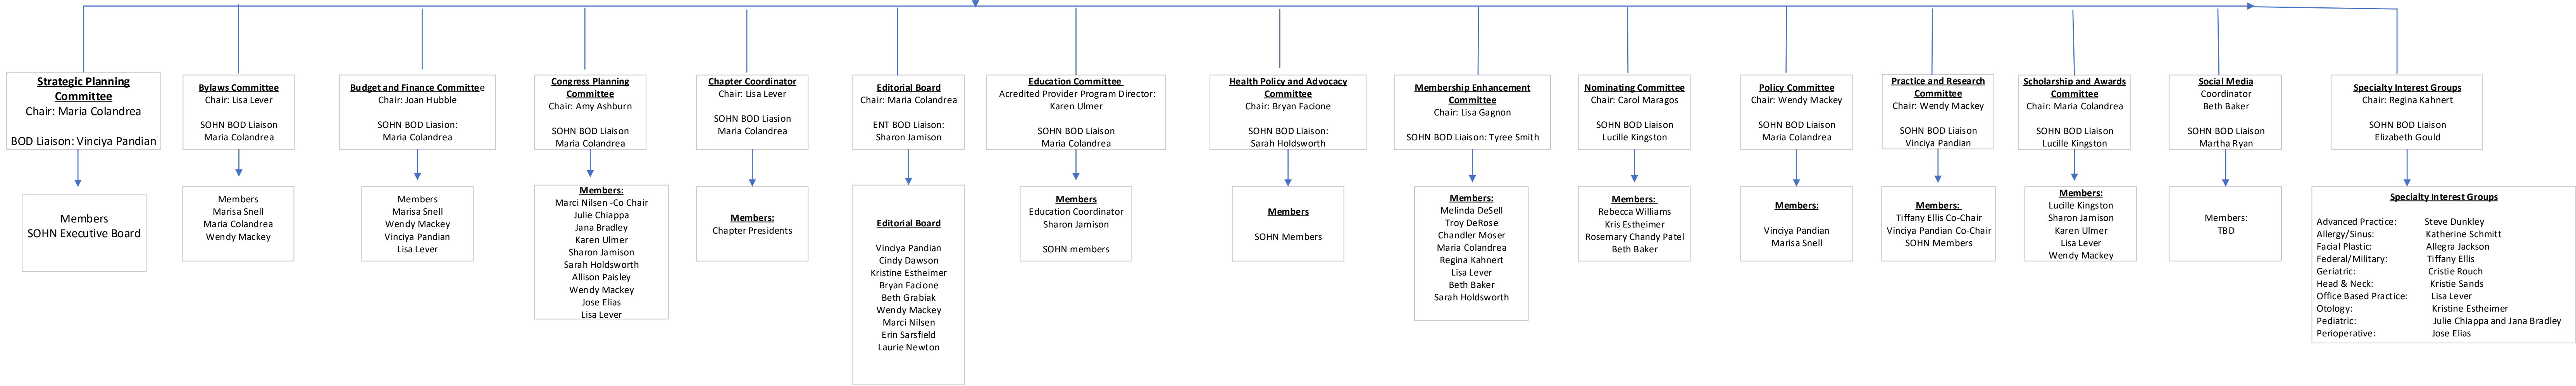 Strategic Planning
Committee
Chair: Maria Colandrea
BOD Liaison: Vinciya Pandian
Members
SOHN Executive Board
Bylaws Committee
Chair: Lisa Lever
SOHN BOD Liaison
Maria Colandrea
Members
Marisa Snell
Maria Colandrea
Wendy Mackey
Budget and Finance Committee
Chair: Joan Hubble
SOHN BOD Liasion:
Maria Colandrea
Members
Marisa Snell
Wendy Mackey
Vinciya Pandian
Lisa Lever
Congress Planning
Committee
Chair: Amy Ashburn
SOHN BOD Liaison
Maria Colandrea
Members:
Marci Nilsen -Co Chair
Julie Chiappa
Jana Bradley
Karen Ulmer
Sharon Jamison
Sarah Holdsworth
Allison Paisley
Wendy Mackey
Jose Elias
Lisa Lever
Chapter Coordinator
Chair: Lisa Lever
SOHN BOD Liasion
Maria Colandrea
Members:
Chapter Presidents
Editorial Board
Chair: Maria Colandrea
ENT BOD Liaison:
Sharon Jamison
Editorial Board
Vinciya Pandian
Cindy Dawson
Kristine Estheimer
Bryan Facione
Beth Grabiak
Wendy Mackey
Marci Nilsen
Erin Sarsfield
Laurie Newton
Education Committee
Acredited Provider Program Director:
Karen Ulmer
SOHN BOD Liaison
Maria Colandrea
Members
Education Coordinator
Sharon Jamison
SOHN members
Health Policy and Advocacy
Committee
Chair: Bryan Facione
SOHN BOD Liaison:
Sarah Holdsworth
Members
SOHN Members
Membership Enhancement
Committee
Chair: Lisa Gagnon
SOHN BOD Liaison: Tyree Smith
Members:
Melinda DeSell
Troy DeRose
Chandler Moser
Maria Colandrea
Regina Kahnert
Lisa Lever
Beth Baker
Sarah Holdsworth
Nominating Committee
Chair: Carol Maragos
SOHN BOD Liaison
Lucille Kingston
Members:
Rebecca Williams
Kris Estheimer
Rosemary Chandy Patel
Beth Baker
Policy Committee
Chair: Wendy Mackey
SOHN BOD Liaison
Maria Colandrea
Members:
Vinciya Pandian
Marisa Snell
Practice and Research
Committee
Chair: Wendy Mackey
SOHN BOD Liaison
Vinciya Pandian
Members:
Tiffany Ellis Co-Chair
Vinciya Pandian Co-Chair
SOHN Members
Scholarship and Awards
Committee
Chair: Maria Colandrea
SOHN BOD Liaison
Lucille Kingston
Members:
Lucille Kingston
Sharon Jamison
Karen Ulmer
Lisa Lever
Wendy Mackey
Social Media
Coordinator
Beth Baker
SOHN BOD Liaison
Martha Ryan
Members:
TBD
Specialty Interest Groups
Chair: Regina Kahnert
SOHN BOD Liaison
Elizabeth Gould
Specialty Interest Groups
Advanced Practice: Steve Dunkley
Allergy/Sinus: Katherine Schmitt
Facial Plastic: Allegra Jackson
Federal/Military: Tiffany Ellis
Geriatric: Cristie Rouch
Head & Neck: Kristie Sands
Office Based Practice: Lisa Lever
Otology: Kristine Estheimer
Pediatric: Julie Chiappa and Jana Bradley
Perioperative: Jose Elias